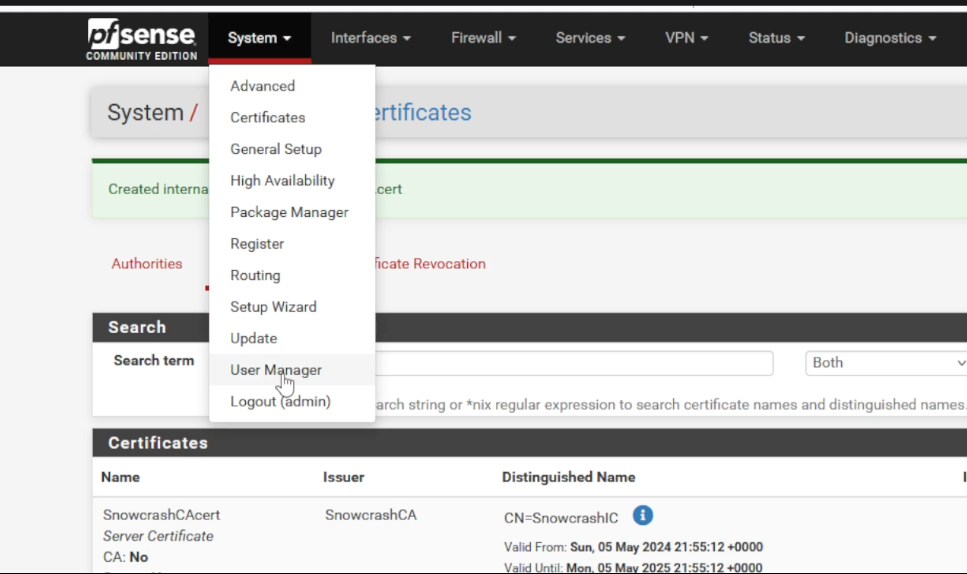 pfsense
COMMUNITY EDITION
System
Interfaces
Firewall
Services
VPN
Status
Diagnostics
System /
ertificates
Advanced
Certificates
General Setup
High Availability
Package Manager
Register
Routing
Setup Wizard
Update
User Manager
Logout (admin)
Created interna
.cert
Authorities
ficate Revocation
Search
Search term
Both
arch string or *nix regular expression to search certificate names and distinguished names.
Certificates
Name Issuer Distinguished Name
SnowcrashCAcert SnowcrashCA CN=SnowcrashIC
Server Certificate
CA: No
Valid From: Sun, 05 May 2024 21:55:12 +0000
Valid Until: Mon, 05 May 2025 21:55:12 +0000